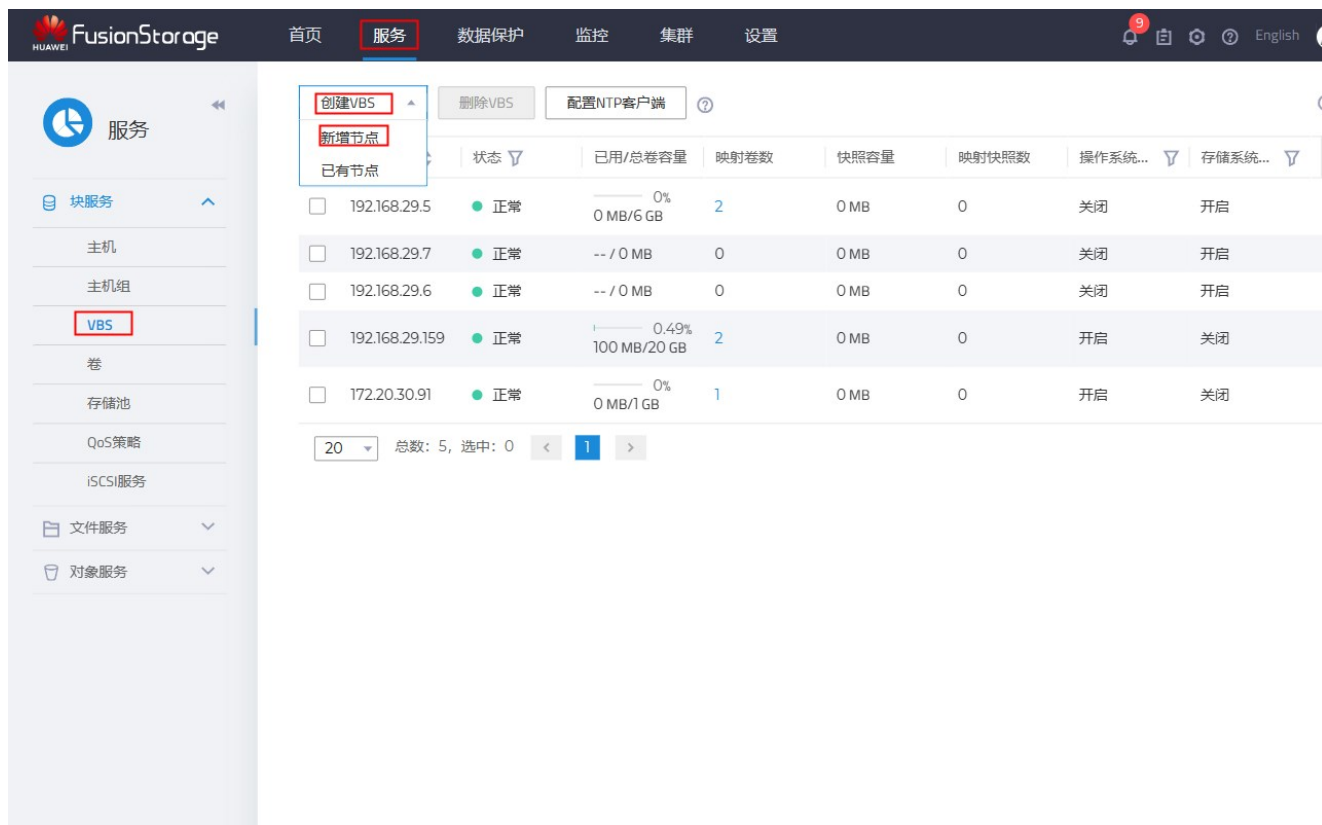 HUAWEI FusionStorage 首页 服务 数据保护 监控 集群 设置 9 English
服务
创建VBS 删除VBS 配置NTP客户端
新增节点
已有节点
状态 已用/总卷容量 映射卷数 快照容量 映射快照数 操作系统... 存储系统...
块服务
主机
主机组
VBS
卷
存储池
QoS策略
iSCSI服务
文件服务
对象服务
192.168.29.5 正常 0% 0 MB/6 GB 2 0 MB 0 关闭 开启
192.168.29.7 正常 -- / 0 MB 0 0 MB 0 关闭 开启
192.168.29.6 正常 -- / 0 MB 0 0 MB 0 关闭 开启
192.168.29.159 正常 0.49% 100 MB/20 GB 2 0 MB 0 开启 关闭
172.20.30.91 正常 0% 0 MB/1 GB 1 0 MB 0 开启 关闭
20 总数: 5, 选中: 0 < 1 >